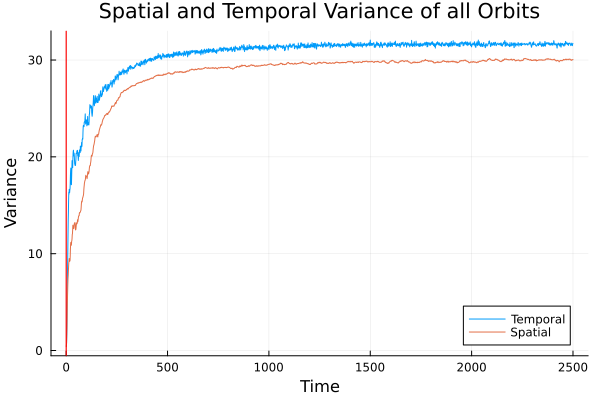 Spatial and Temporal Variance of all Orbits
Variance
30
20
10
0
Temporal
Spatial
0 500 1000 1500 2000 2500
Time